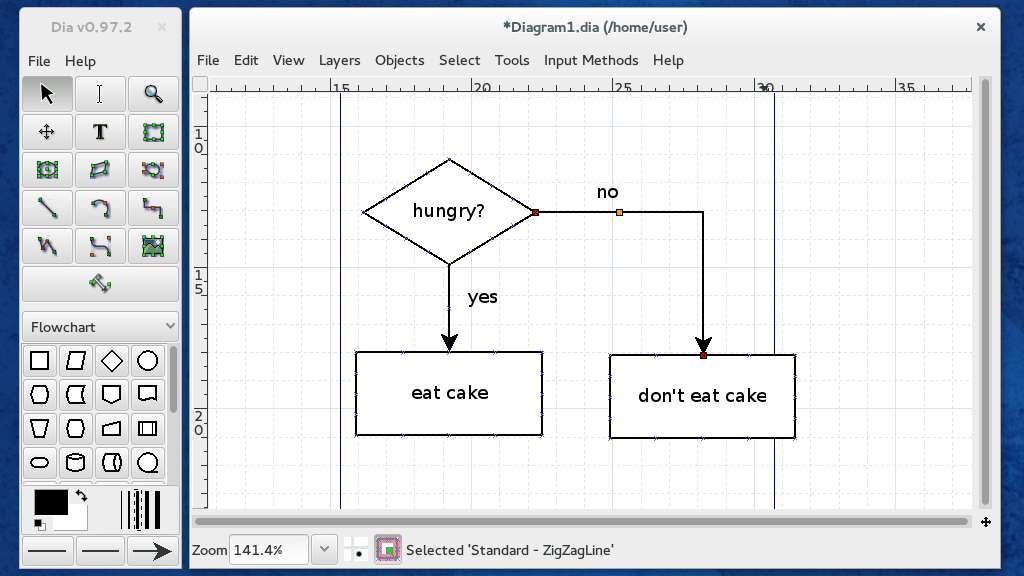 Dia v0.97.2
File Help
T
Flowchart
*Diagram1.dia (/home/user)
File Edit View Layers Objects Select Tools Input Methods Help
15 20 25 30 35
10
15
20
hungry?
no
yes
eat cake
don't eat cake
Zoom 141.4% Selected 'Standard - ZigZagLine'